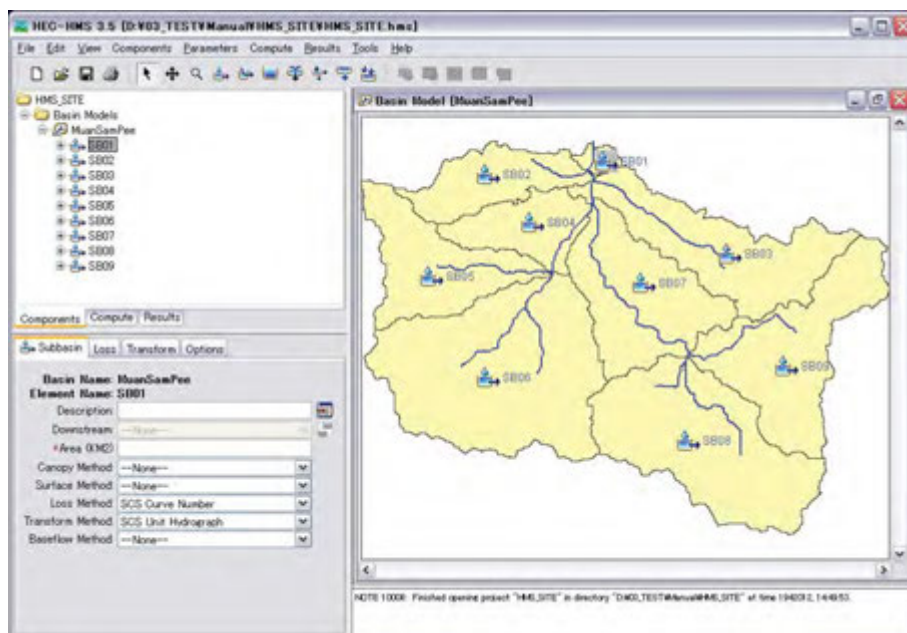 HEC-HMS 3.5 [D:¥03_TEST¥Manual¥HMS_SITE¥HMS_SITE.hms]
File Edit View Components Parameters Compute Results Tools Help
HMS_SITE
Basin Models
MuanSamPee
SB01
SB02
SB03
SB04
SB05
SB06
SB07
SB08
SB09
Components Compute Results
Subbasin Loss Transform Options
Basin Name: MuanSamPee
Element Name: SB01
Description:
Downstream: --None--
*Area (KM2)
Canopy Method: --None--
Surface Method: --None--
Loss Method: SCS Curve Number
Transform Method: SCS Unit Hydrograph
Baseflow Method: --None--
Basin Model [MuanSamPee]
SB01
SB02
SB04
SB03
SB05
SB07
SB06
SB09
SB08
NOTE 10008: Finished opening project "HMS_SITE" in directory "D:¥03_TEST¥Manual¥HMS_SITE" at time